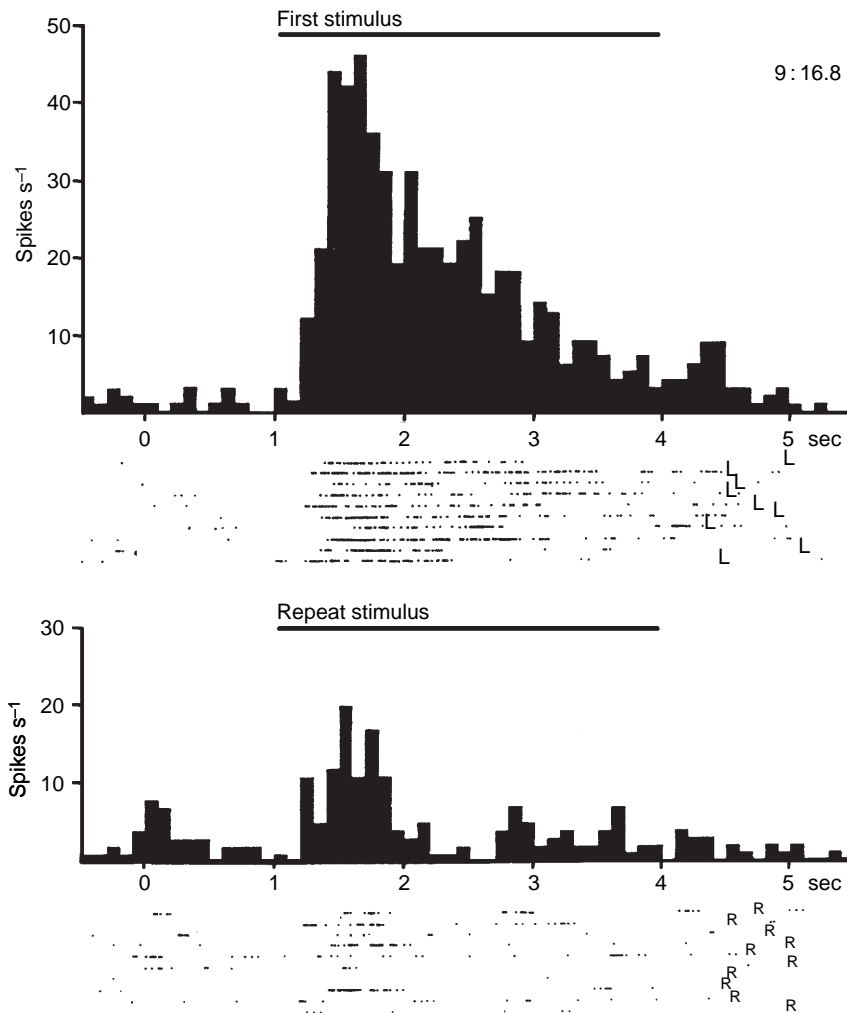 First stimulus
50
9 : 16.8
40
Spikes s⁻¹
30
20
10
0 1 2 3 4 5 sec
L
L
L
L
L
L
L
L
L
Repeat stimulus
30
Spikes s⁻¹
20
10
0 1 2 3 4 5 sec
R
R
R
R
R
R
R
R
R
R